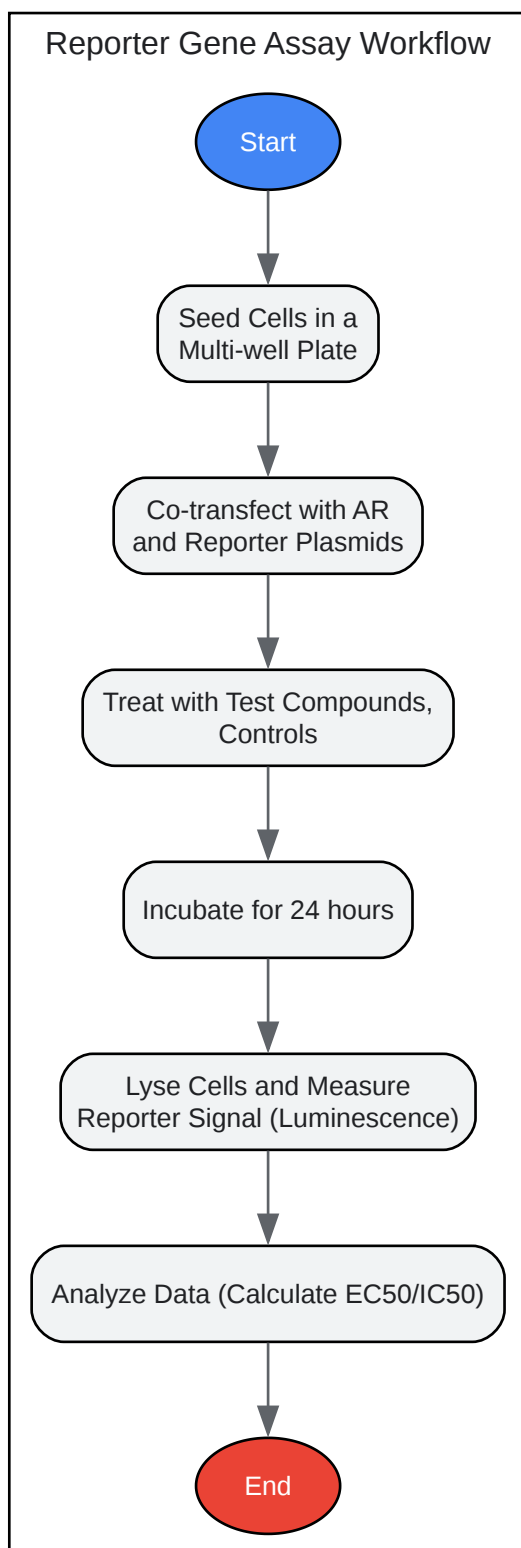 Reporter Gene Assay Workflow
Start
Seed Cells in a
Multi-well Plate
Co-transfect with AR
and Reporter Plasmids
Treat with Test Compounds,
Controls
Incubate for 24 hours
Lyse Cells and Measure
Reporter Signal (Luminescence)
Analyze Data (Calculate EC50/IC50)
End